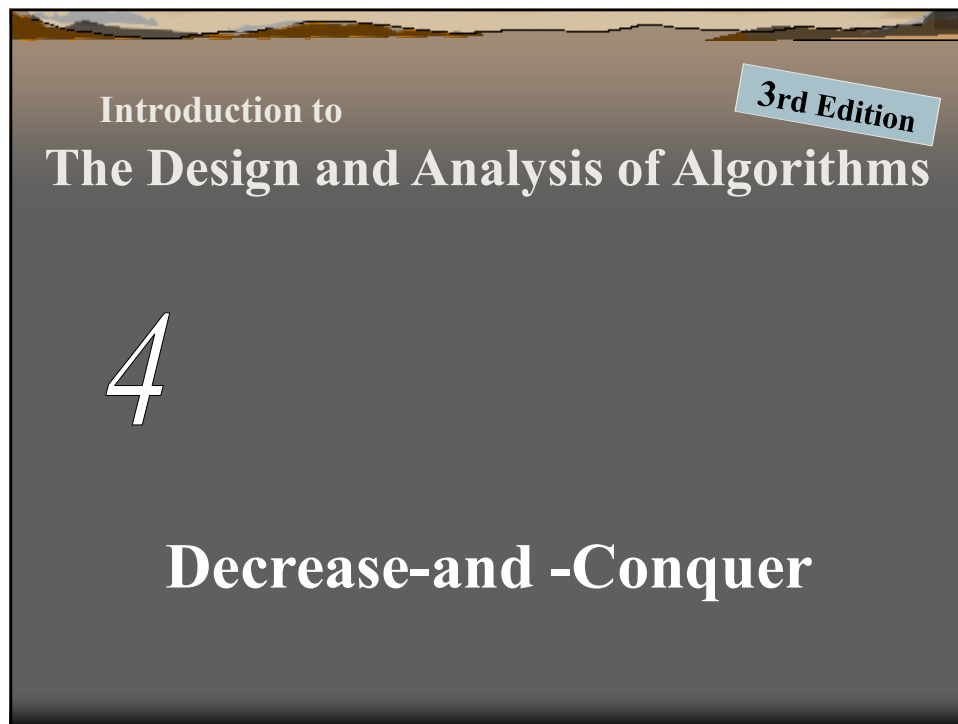 Introduction to
3rd Edition
The Design and Analysis of Algorithms
4
Decrease-and -Conquer